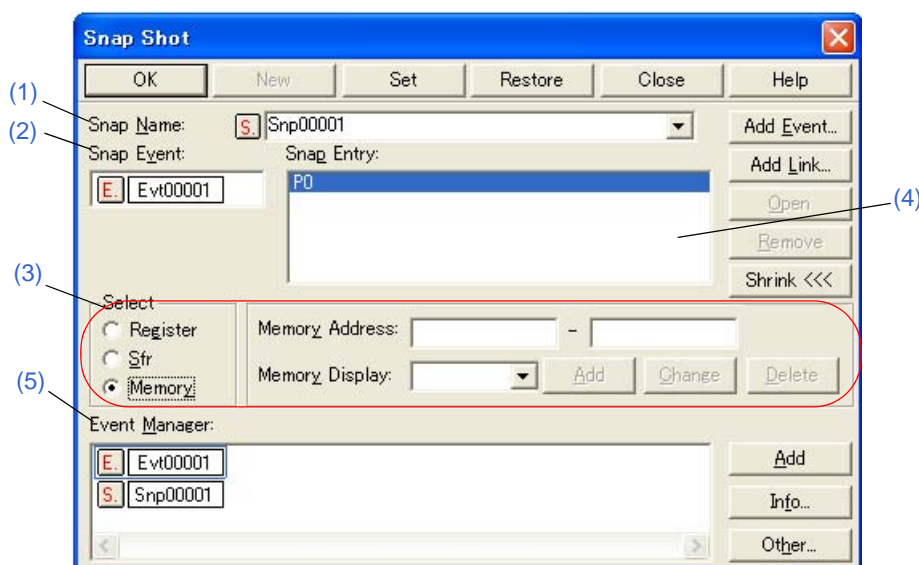 Snap Shot
OK New Set Restore Close Help
(1)
Snap Name: S. Snp00001 Add Event...
(2)
Snap Event: Snap Entry:
E. Evt00001 P0 Add Link...
(4)
Open
Remove
Shrink <<<
(3)
Select
Register Memory Address: -
Sfr
Memory Memory Display: Add Change Delete
(5)
Event Manager:
E. Evt00001 Add
S. Snp00001 Info...
Other...